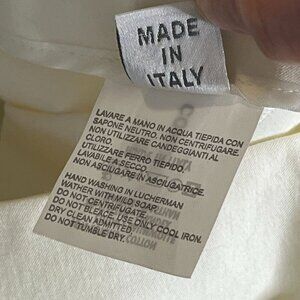 MADE
IN
ITALY
LAVARE A MANO IN ACQUA TIEPIDA CON
SAPONE NEUTRO. NON CENTRIFUGARE.
NON UTILIZZARE CANDEGGIANTI AL
CLORO.
UTILIZZARE FERRO TIEPIDO.
LAVABILE A SECCO.
NON ASCIUGARE IN ASCIUGATRICE.
HAND WASHING IN LUCHERMAN
WATHER WITH MILD SOAP.
DO NOT CENTRIFUGATE.
DO NOT BLEACE. USE ONLY COOL IRON.
DRY CLEAN ADMITTED.
DO NOT TUMBLE DRY.